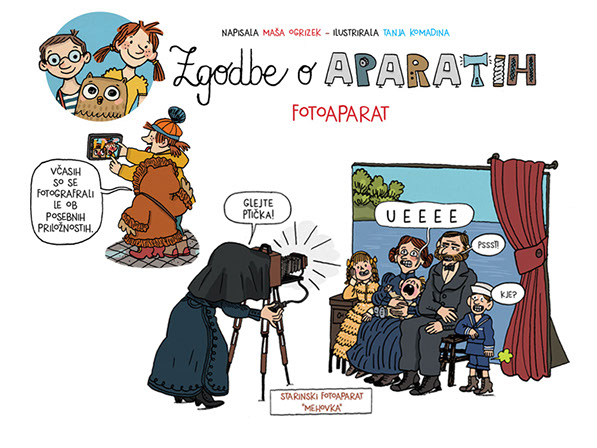 NAPISALA MAŠA OGRIZEK – ILUSTRIRALA TANJA KOMADINA
Zgodbe o APARATIH
FOTOAPARAT
VČASIH
SO SE
FOTOGRAFIRALI
LE OB
POSEBNIH
PRILOŽNOSTIH.
GLEJTE
PTIČKA!
UEEEE
PSSST!
KJE?
STARINSKI FOTOAPARAT
"MEHOVKA"